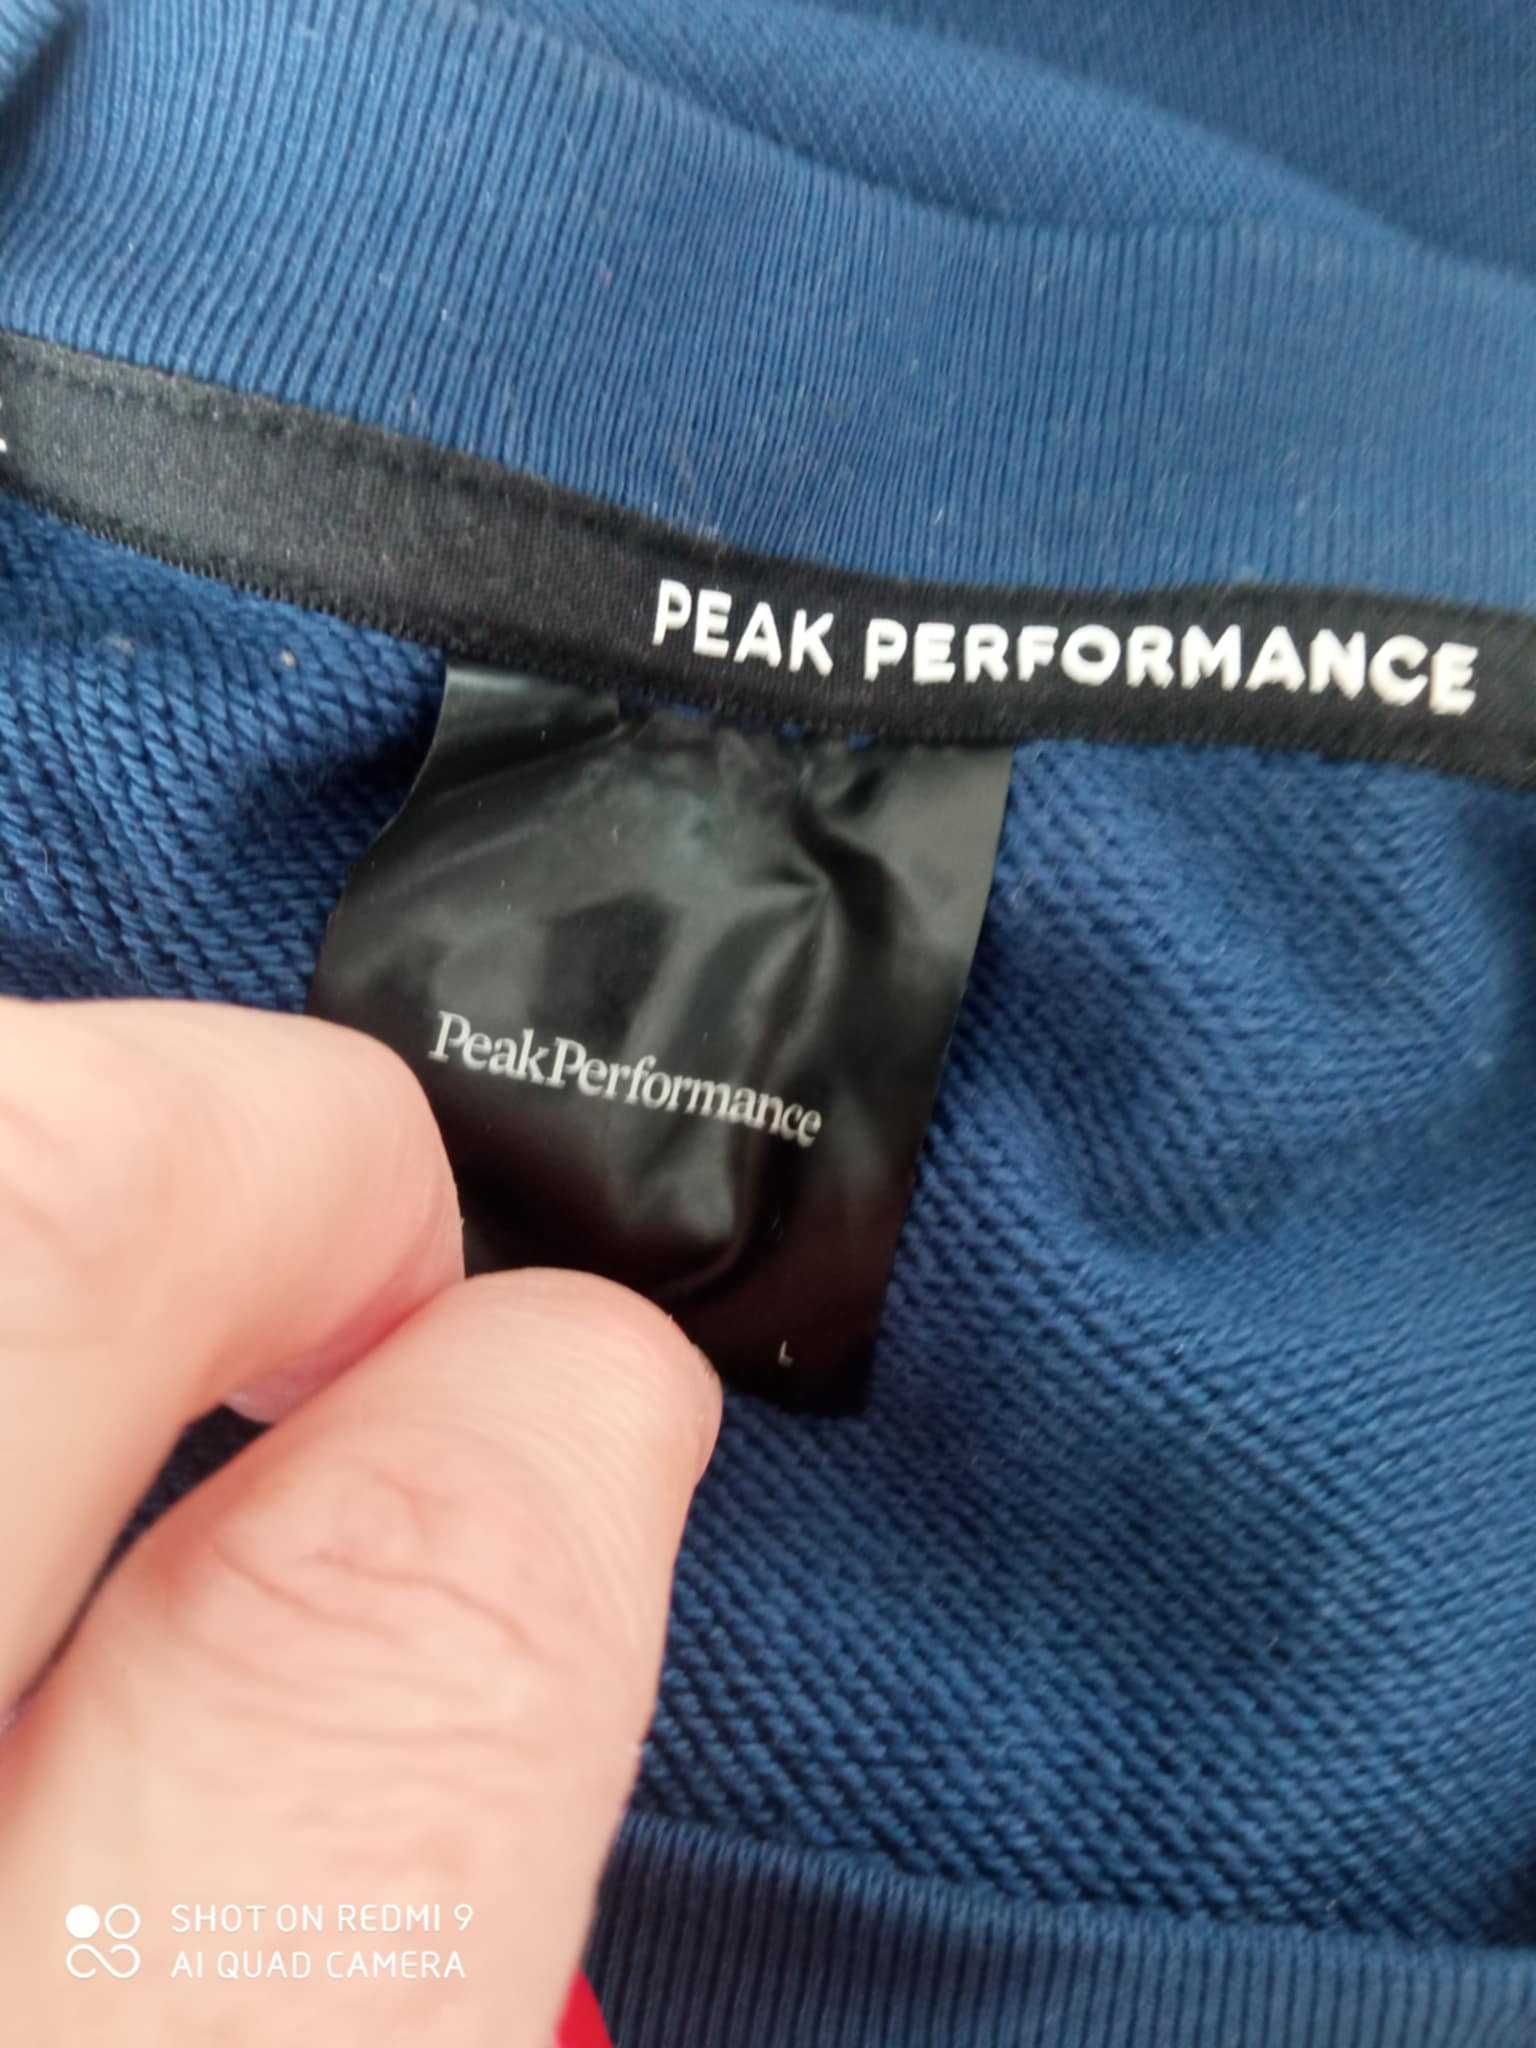 PEAK PERFORMANCE
PeakPerformance
L
SHOT ON REDMI 9
AI QUAD CAMERA